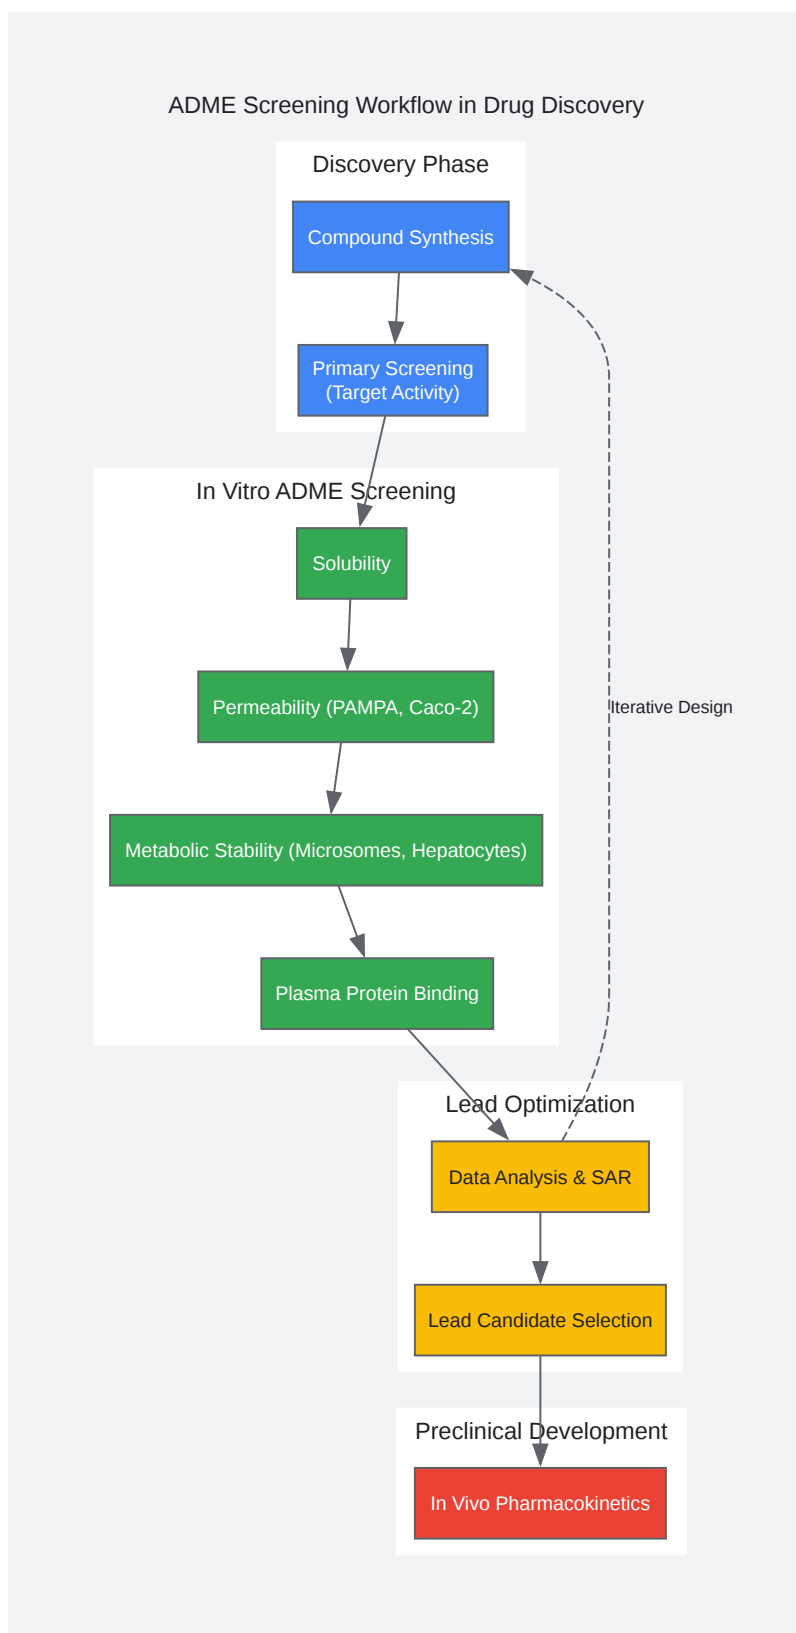 ADME Screening Workflow in Drug Discovery
Discovery Phase
Compound Synthesis
Primary Screening
(Target Activity)
In Vitro ADME Screening
Solubility
Permeability (PAMPA, Caco-2)
Iterative Design
Metabolic Stability (Microsomes, Hepatocytes)
Plasma Protein Binding
Lead Optimization
Data Analysis & SAR
Lead Candidate Selection
Preclinical Development
In Vivo Pharmacokinetics